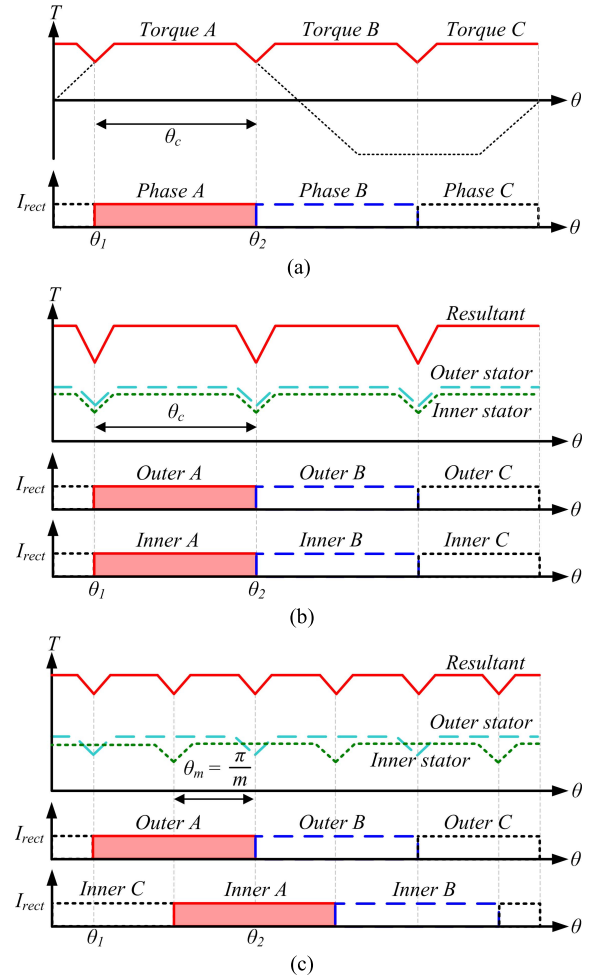 T
Torque A Torque B Torque C
θ
θc
Irect Phase A Phase B Phase C
θ
θ1 θ2
(a)
T
Resultant
Outer stator
θc Inner stator
θ
Irect Outer A Outer B Outer C
θ
Irect Inner A Inner B Inner C
θ
θ1 θ2
(b)
T
Resultant
Outer stator
θm = π/m Inner stator
θ
Irect Outer A Outer B Outer C
θ
Inner C Inner A Inner B
Irect
θ
θ1 θ2
(c)